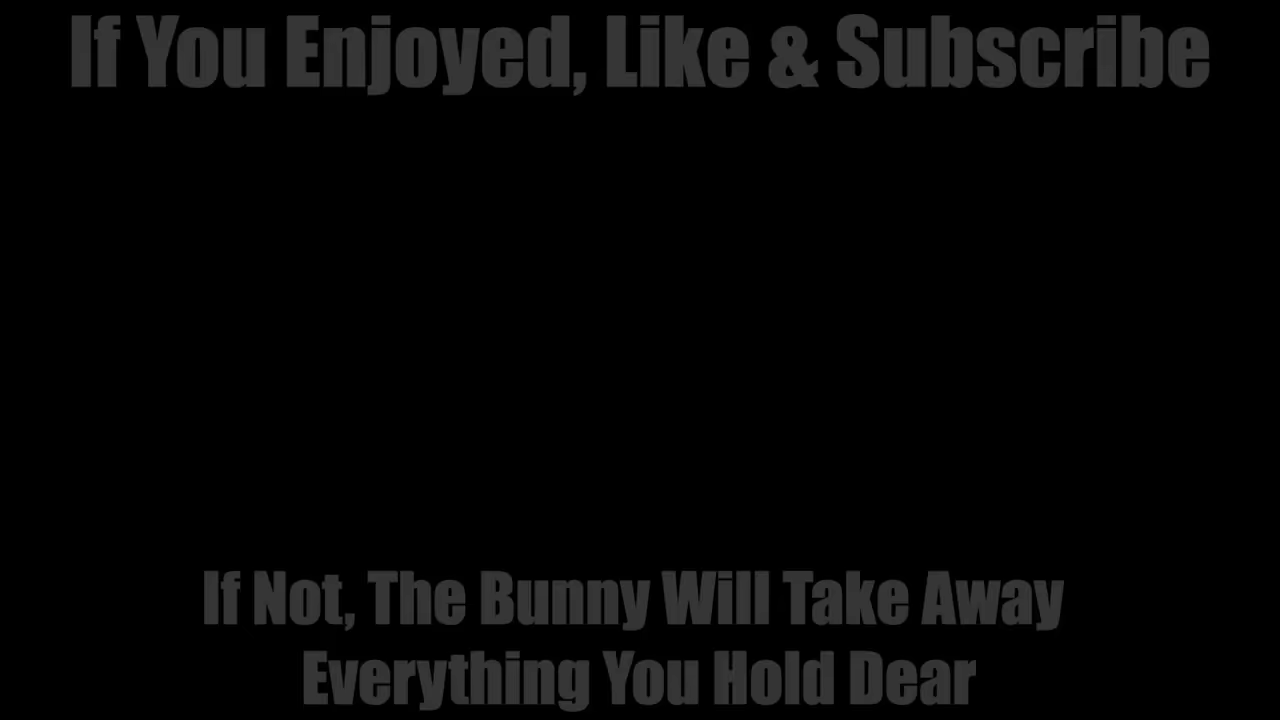 If You Enjoyed, Like & Subscribe
If Not, The Bunny Will Take Away
Everything You Hold Dear